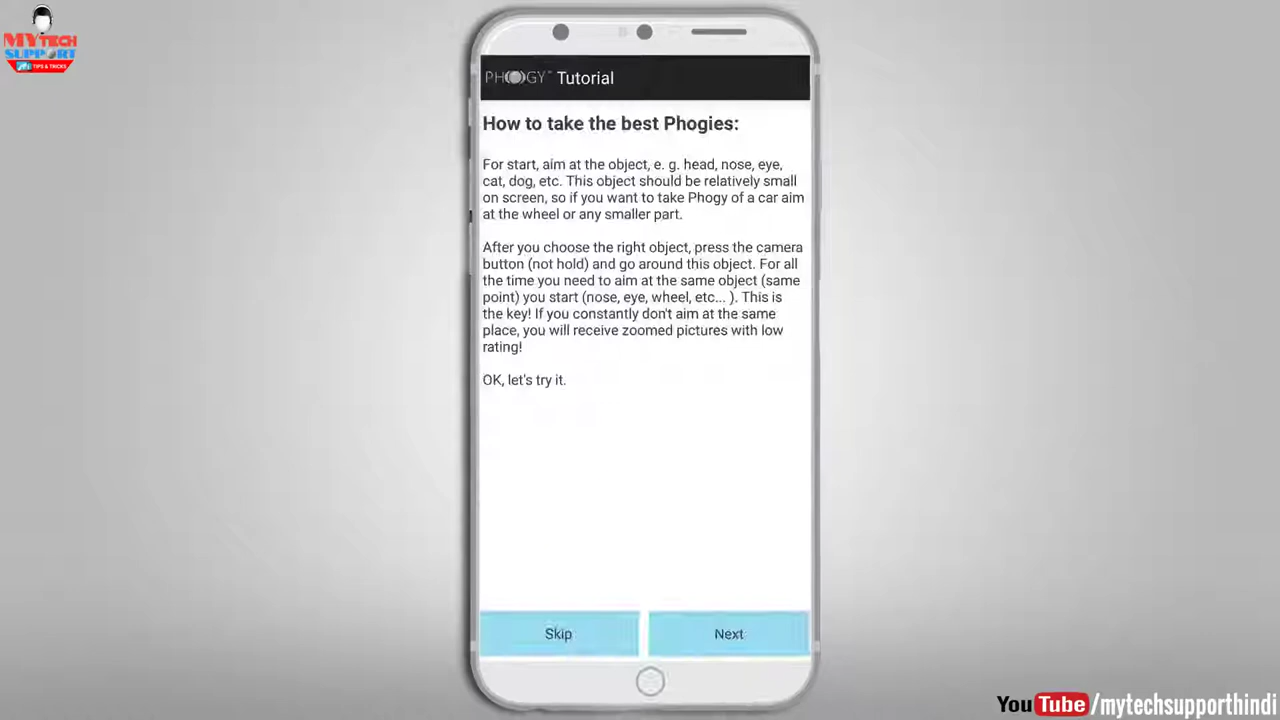 MYTECH
SUPPORT
TIPS & TRICKS
PHOGY™ Tutorial
How to take the best Phogies:
For start, aim at the object, e. g. head, nose, eye,
cat, dog, etc. This object should be relatively small
on screen, so if you want to take Phogy of a car aim
at the wheel or any smaller part.
After you choose the right object, press the camera
button (not hold) and go around this object. For all
the time you need to aim at the same object (same
point) you start (nose, eye, wheel, etc... ). This is
the key! If you constantly don't aim at the same
place, you will receive zoomed pictures with low
rating!
OK, let's try it.
Skip
Next
YouTube/mytechsupporthindi